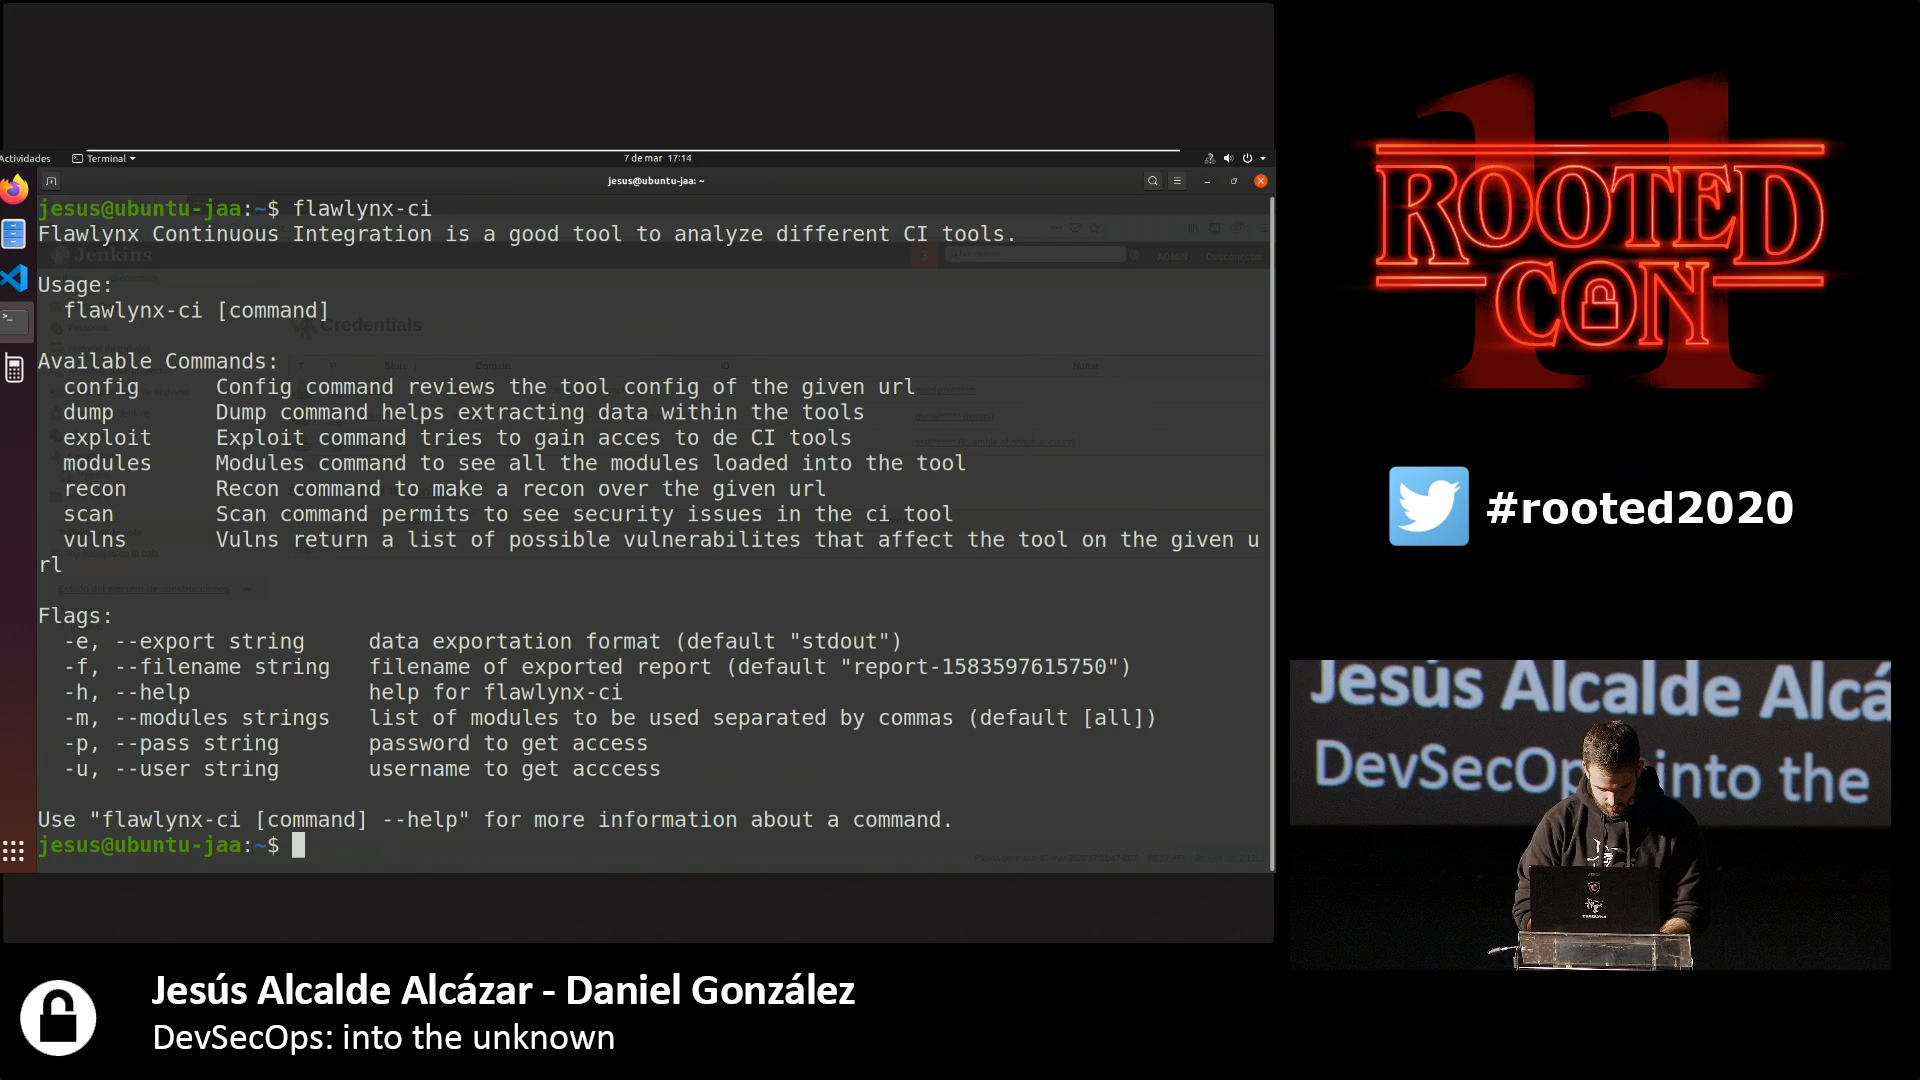 Actividades
Terminal
7 de mar 17:14
jesus@ubuntu-jaa: ~
jesus@ubuntu-jaa:~$ flawlynx-ci
Flawlynx Continuous Integration is a good tool to analyze different CI tools.
Jenkins
ADMIN
Desconectar
Usage:
flawlynx-ci [command]
Credentials
Available Commands:
config Config command reviews the tool config of the given url
dump Dump command helps extracting data within the tools
exploit Exploit command tries to gain acces to de CI tools
modules Modules command to see all the modules loaded into the tool
recon Recon command to make a recon over the given url
scan Scan command permits to see security issues in the ci tool
vulns Vulns return a list of possible vulnerabilites that affect the tool on the given u
rl
Flags:
-e, --export string data exportation format (default "stdout")
-f, --filename string filename of exported report (default "report-1583597615750")
-h, --help help for flawlynx-ci
-m, --modules strings list of modules to be used separated by commas (default [all])
-p, --pass string password to get access
-u, --user string username to get acccess
Use "flawlynx-ci [command] --help" for more information about a command.
jesus@ubuntu-jaa:~$
11
ROOTED
CON
#rooted2020
Jesús Alcalde Alcá
DevSecOp into the
Jesús Alcalde Alcázar - Daniel González
DevSecOps: into the unknown